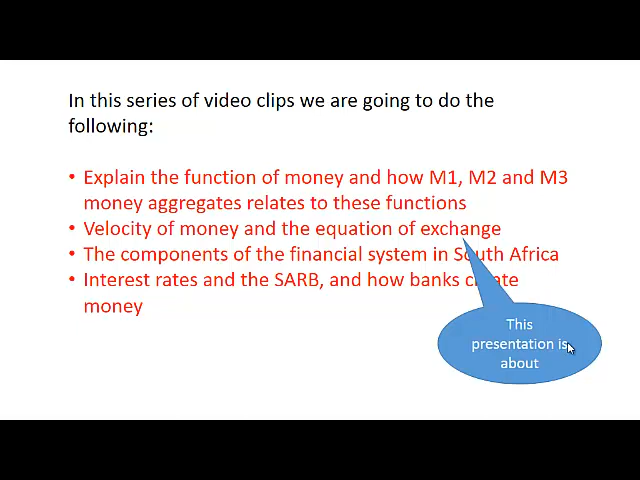 In this series of video clips we are going to do the
following:
• Explain the function of money and how M1, M2 and M3
money aggregates relates to these functions
• Velocity of money and the equation of exchange
• The components of the financial system in South Africa
• Interest rates and the SARB, and how banks create
money
This
presentation is
about